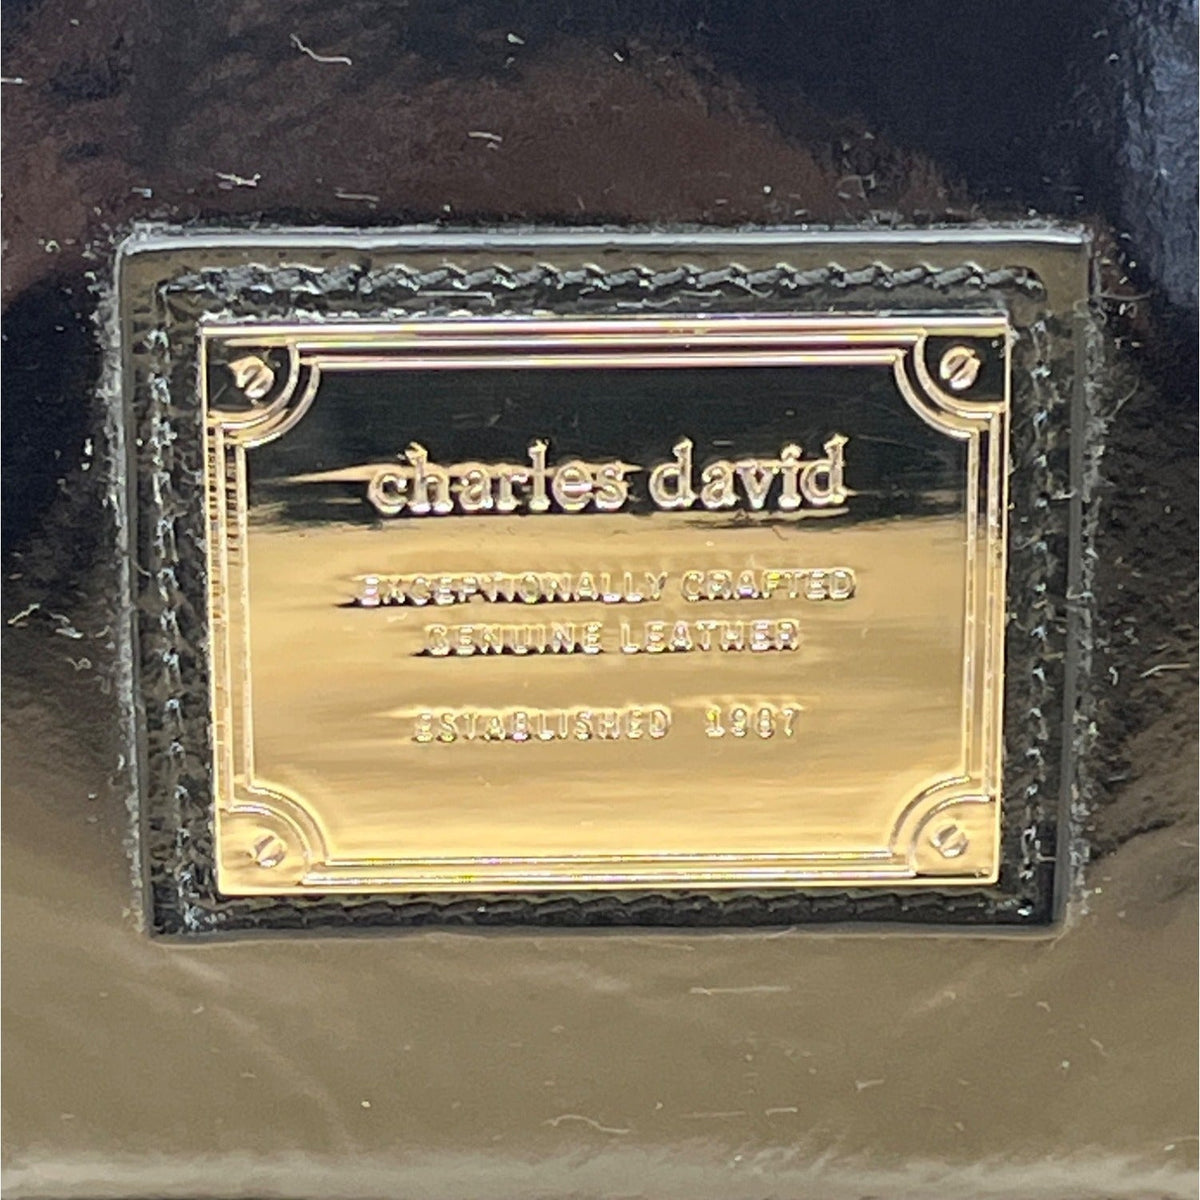 charles david
EXCEPTIONALLY CRAFTED
GENUINE LEATHER
ESTABLISHED 1987